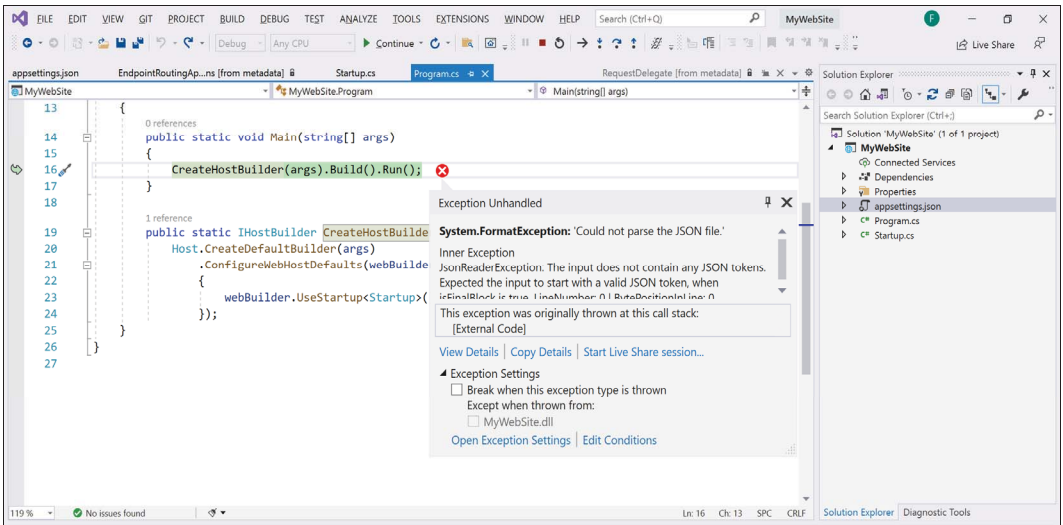 FILE EDIT VIEW GIT PROJECT BUILD DEBUG TEST ANALYZE TOOLS EXTENSIONS WINDOW HELP Search (Ctrl+Q) MyWebSite F
Debug Any CPU Continue Live Share
appsettings.json EndpointRoutingAp...ns [from metadata] Startup.cs Program.cs RequestDelegate [from metadata] Solution Explorer
MyWebSite MyWebSite.Program Main(string[] args)
13 {
0 references
14 public static void Main(string[] args)
15 {
16 CreateHostBuilder(args).Build().Run();
17 }
18
1 reference
19 public static IHostBuilder CreateHostBuilde
20 Host.CreateDefaultBuilder(args)
21 .ConfigureWebHostDefaults(webBuilde
22 {
23 webBuilder.UseStartup<Startup>(
24 });
25 }
26 }
27
Exception Unhandled
System.FormatException: 'Could not parse the JSON file.'
Inner Exception
JsonReaderException: The input does not contain any JSON tokens.
Expected the input to start with a valid JSON token, when
isFinalBlock is true. LineNumber: 0 | BytePositionInLine: 0.
This exception was originally thrown at this call stack:
[External Code]
View Details | Copy Details | Start Live Share session...
Exception Settings
Break when this exception type is thrown
Except when thrown from:
MyWebSite.dll
Open Exception Settings | Edit Conditions
Search Solution Explorer (Ctrl+;)
Solution 'MyWebSite' (1 of 1 project)
MyWebSite
Connected Services
Dependencies
Properties
appsettings.json
C# Program.cs
C# Startup.cs
119 % No issues found Ln: 16 Ch: 13 SPC CRLF Solution Explorer Diagnostic Tools